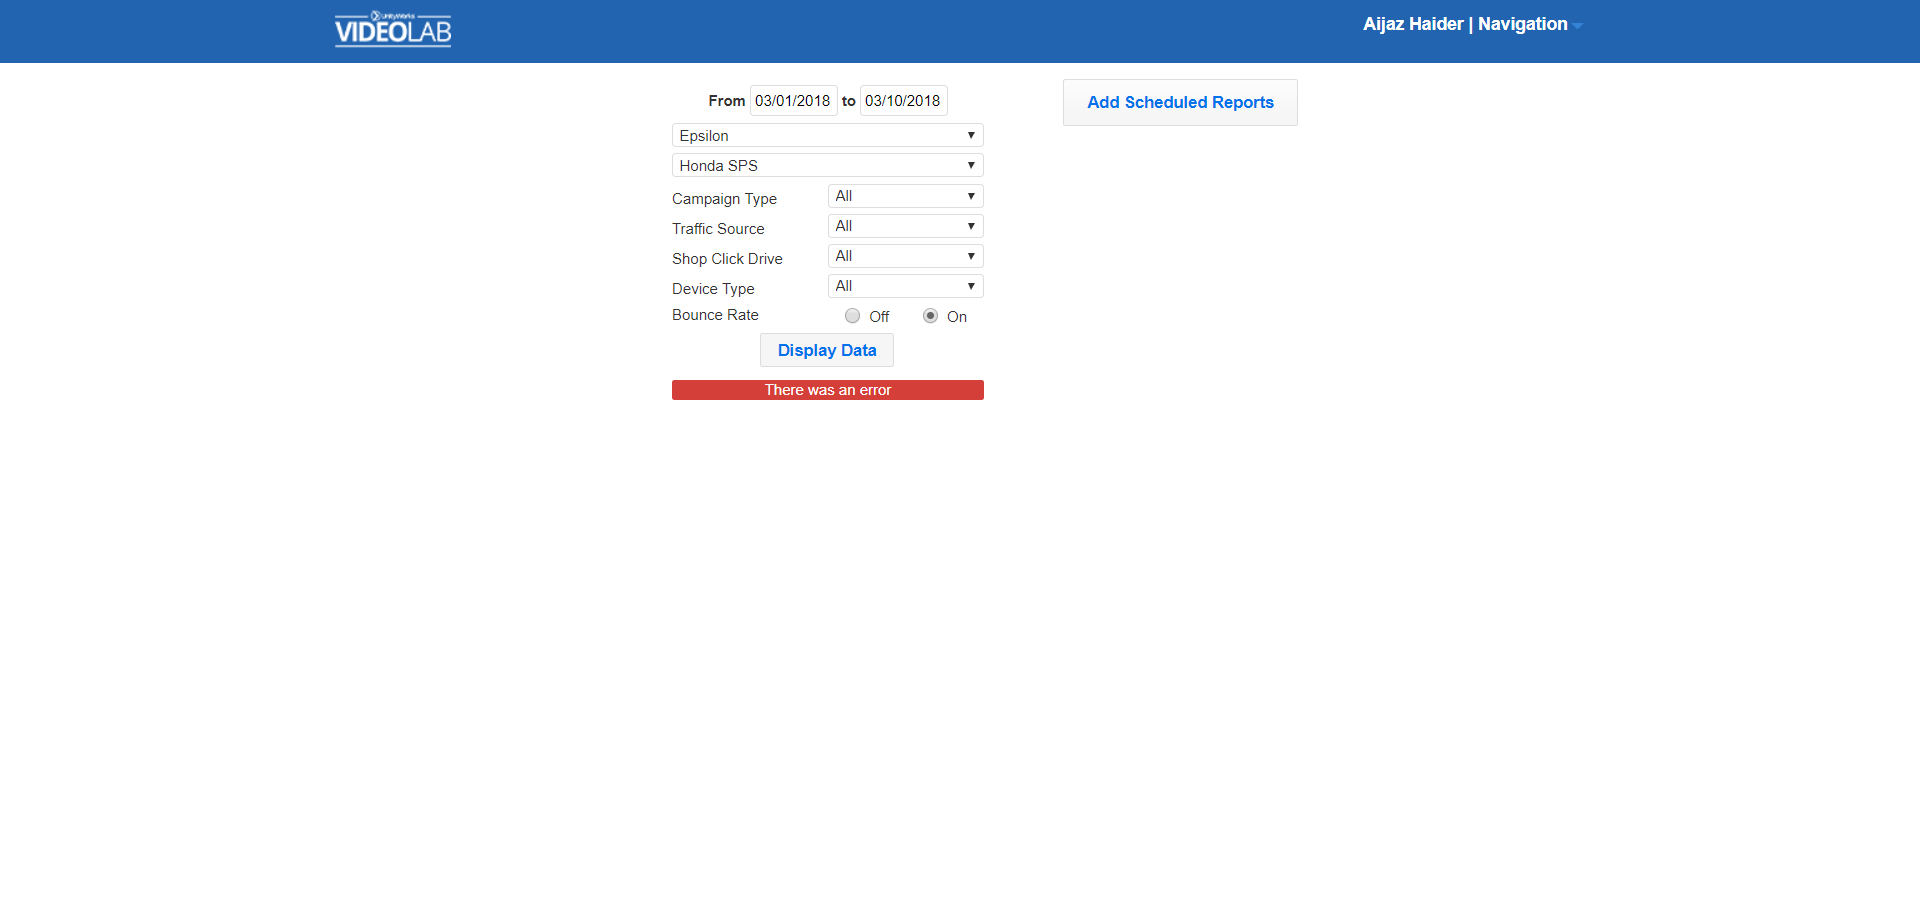 UnityWorks
VIDEOLAB
Aijaz Haider | Navigation
From 03/01/2018 to 03/10/2018
Add Scheduled Reports
Epsilon
Honda SPS
Campaign Type All
Traffic Source All
Shop Click Drive All
Device Type All
Bounce Rate Off On
Display Data
There was an error